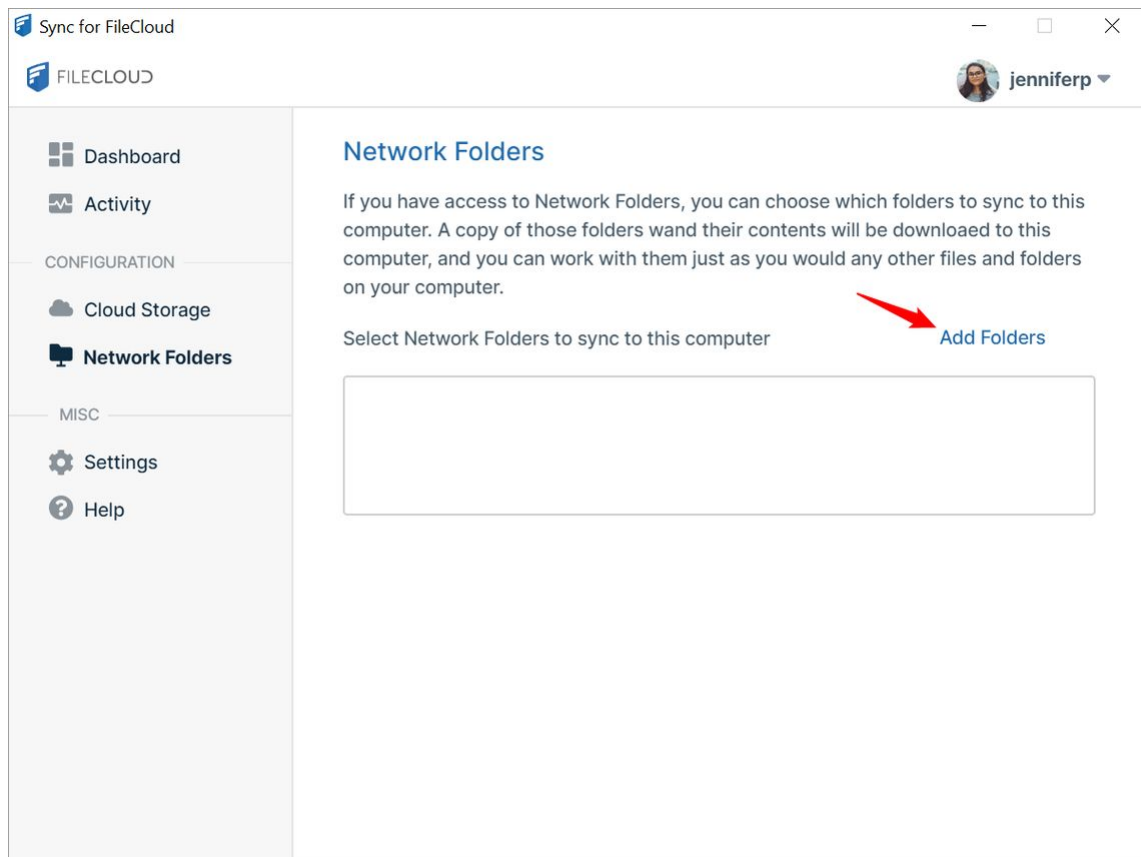 Sync for FileCloud
FILECLOUD
jenniferp
Dashboard
Activity
CONFIGURATION
Cloud Storage
Network Folders
MISC
Settings
Help
Network Folders
If you have access to Network Folders, you can choose which folders to sync to this
computer. A copy of those folders wand their contents will be downloaed to this
computer, and you can work with them just as you would any other files and folders
on your computer.
Select Network Folders to sync to this computer
Add Folders